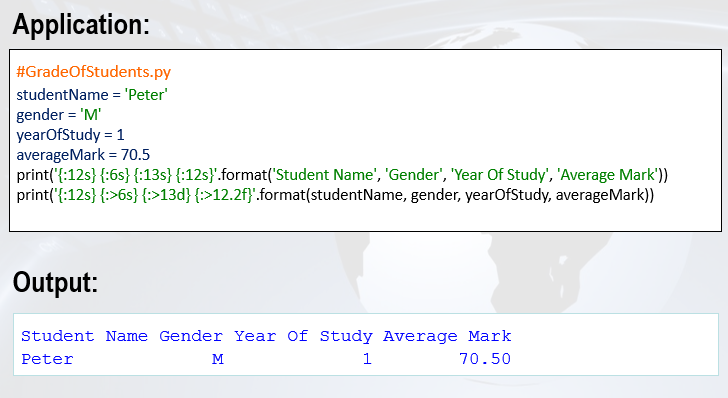 Application:
#GradeOfStudents.py
studentName = 'Peter'
gender = 'M'
yearOfStudy = 1
averageMark = 70.5
print('{:12s} {:6s} {:13s} {:12s}'.format('Student Name', 'Gender', 'Year Of Study', 'Average Mark'))
print('{:12s} {:>6s} {:>13d} {:>12.2f}'.format(studentName, gender, yearOfStudy, averageMark))
Output:
Student Name Gender Year Of Study Average Mark
Peter             M             1        70.50